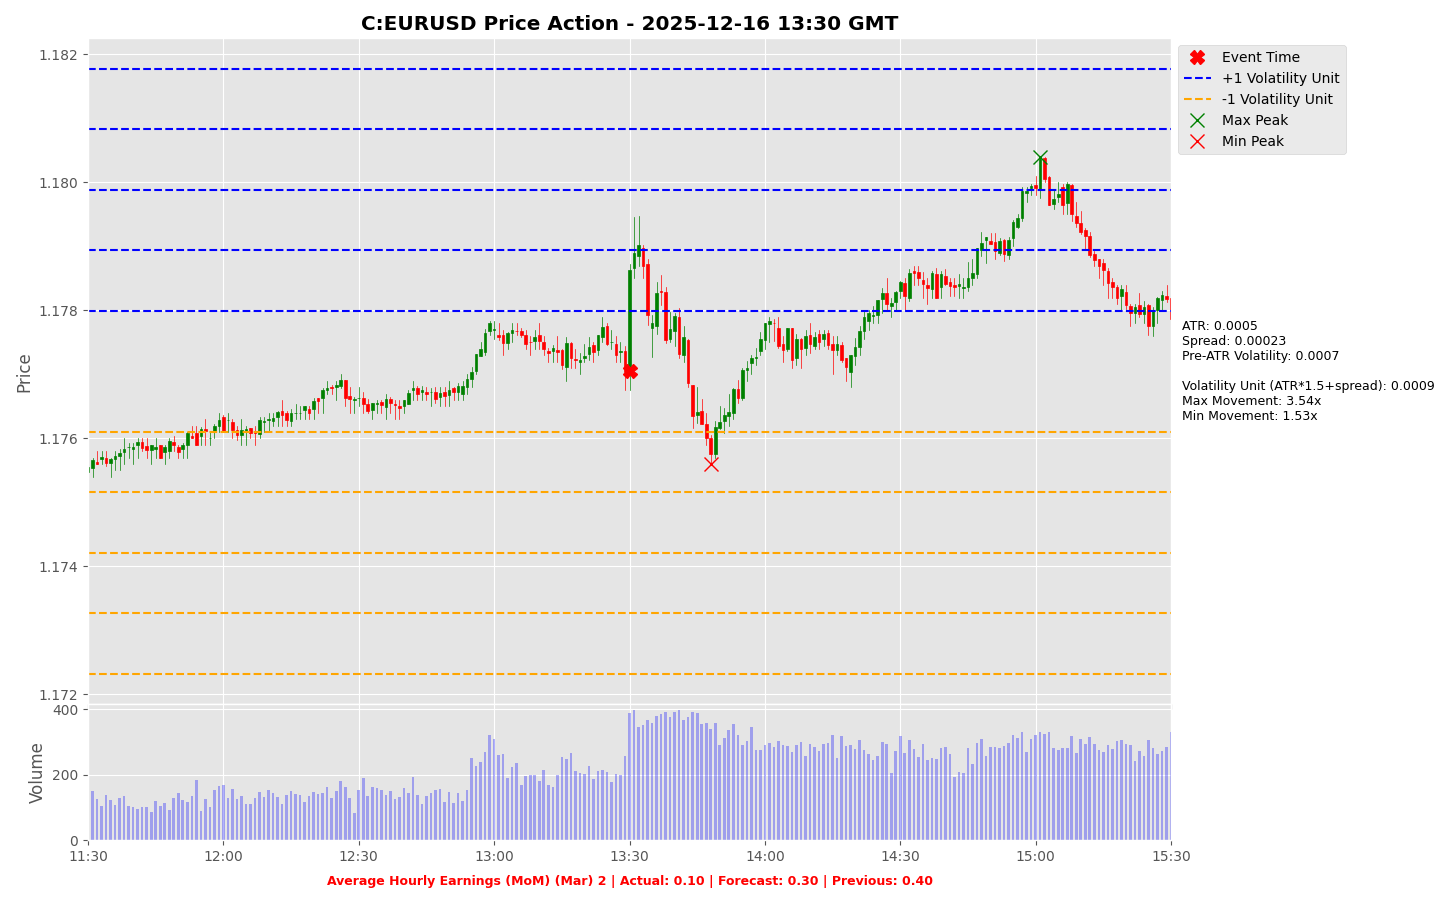 C:EURUSD Price Action - 2025-12-16 13:30 GMT
Event Time
+1 Volatility Unit
-1 Volatility Unit
Max Peak
Min Peak
Price
1.182
1.180
1.178
1.176
1.174
1.172
ATR: 0.0005
Spread: 0.00023
Pre-ATR Volatility: 0.0007
Volatility Unit (ATR*1.5+spread): 0.0009
Max Movement: 3.54x
Min Movement: 1.53x
Volume
400
200
0
11:30 12:00 12:30 13:00 13:30 14:00 14:30 15:00 15:30
Average Hourly Earnings (MoM) (Mar) 2 | Actual: 0.10 | Forecast: 0.30 | Previous: 0.40